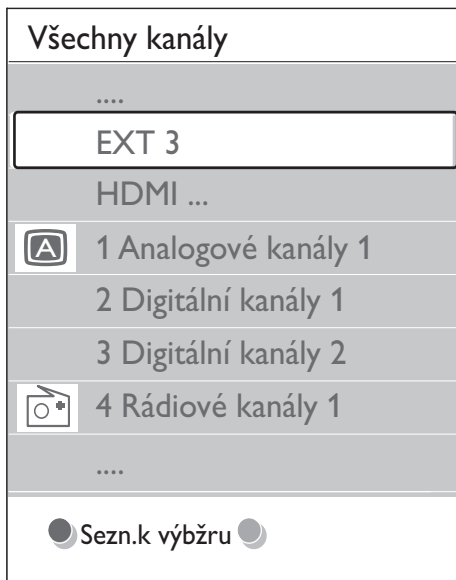 Všechny kanály
....
EXT 3
HDMI ...
A 1 Analogové kanály 1
2 Digitální kanály 1
3 Digitální kanály 2
4 Rádiové kanály 1
....
Sezn.k výbžru